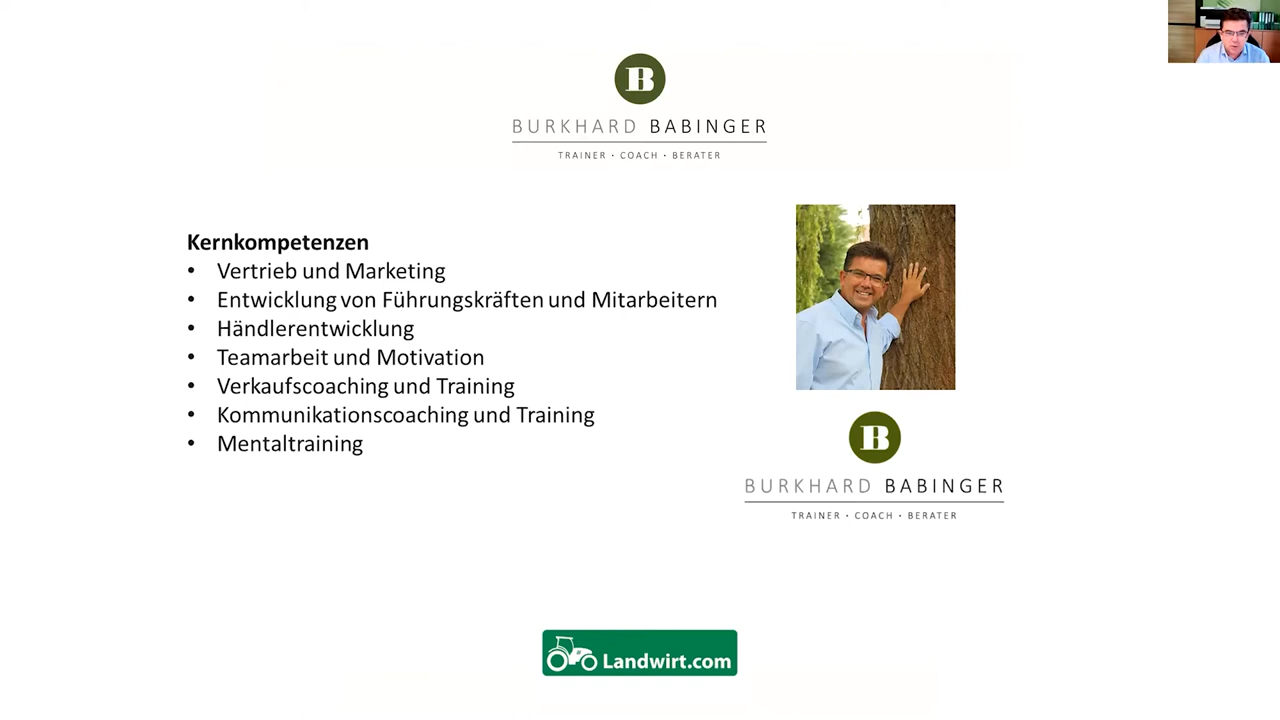 B
BURKHARD BABINGER
TRAINER • COACH • BERATER
Kernkompetenzen
• Vertrieb und Marketing
• Entwicklung von Führungskräften und Mitarbeitern
• Händlerentwicklung
• Teamarbeit und Motivation
• Verkaufscoaching und Training
• Kommunikationscoaching und Training
• Mentaltraining
B
BURKHARD BABINGER
TRAINER • COACH • BERATER
Landwirt.com